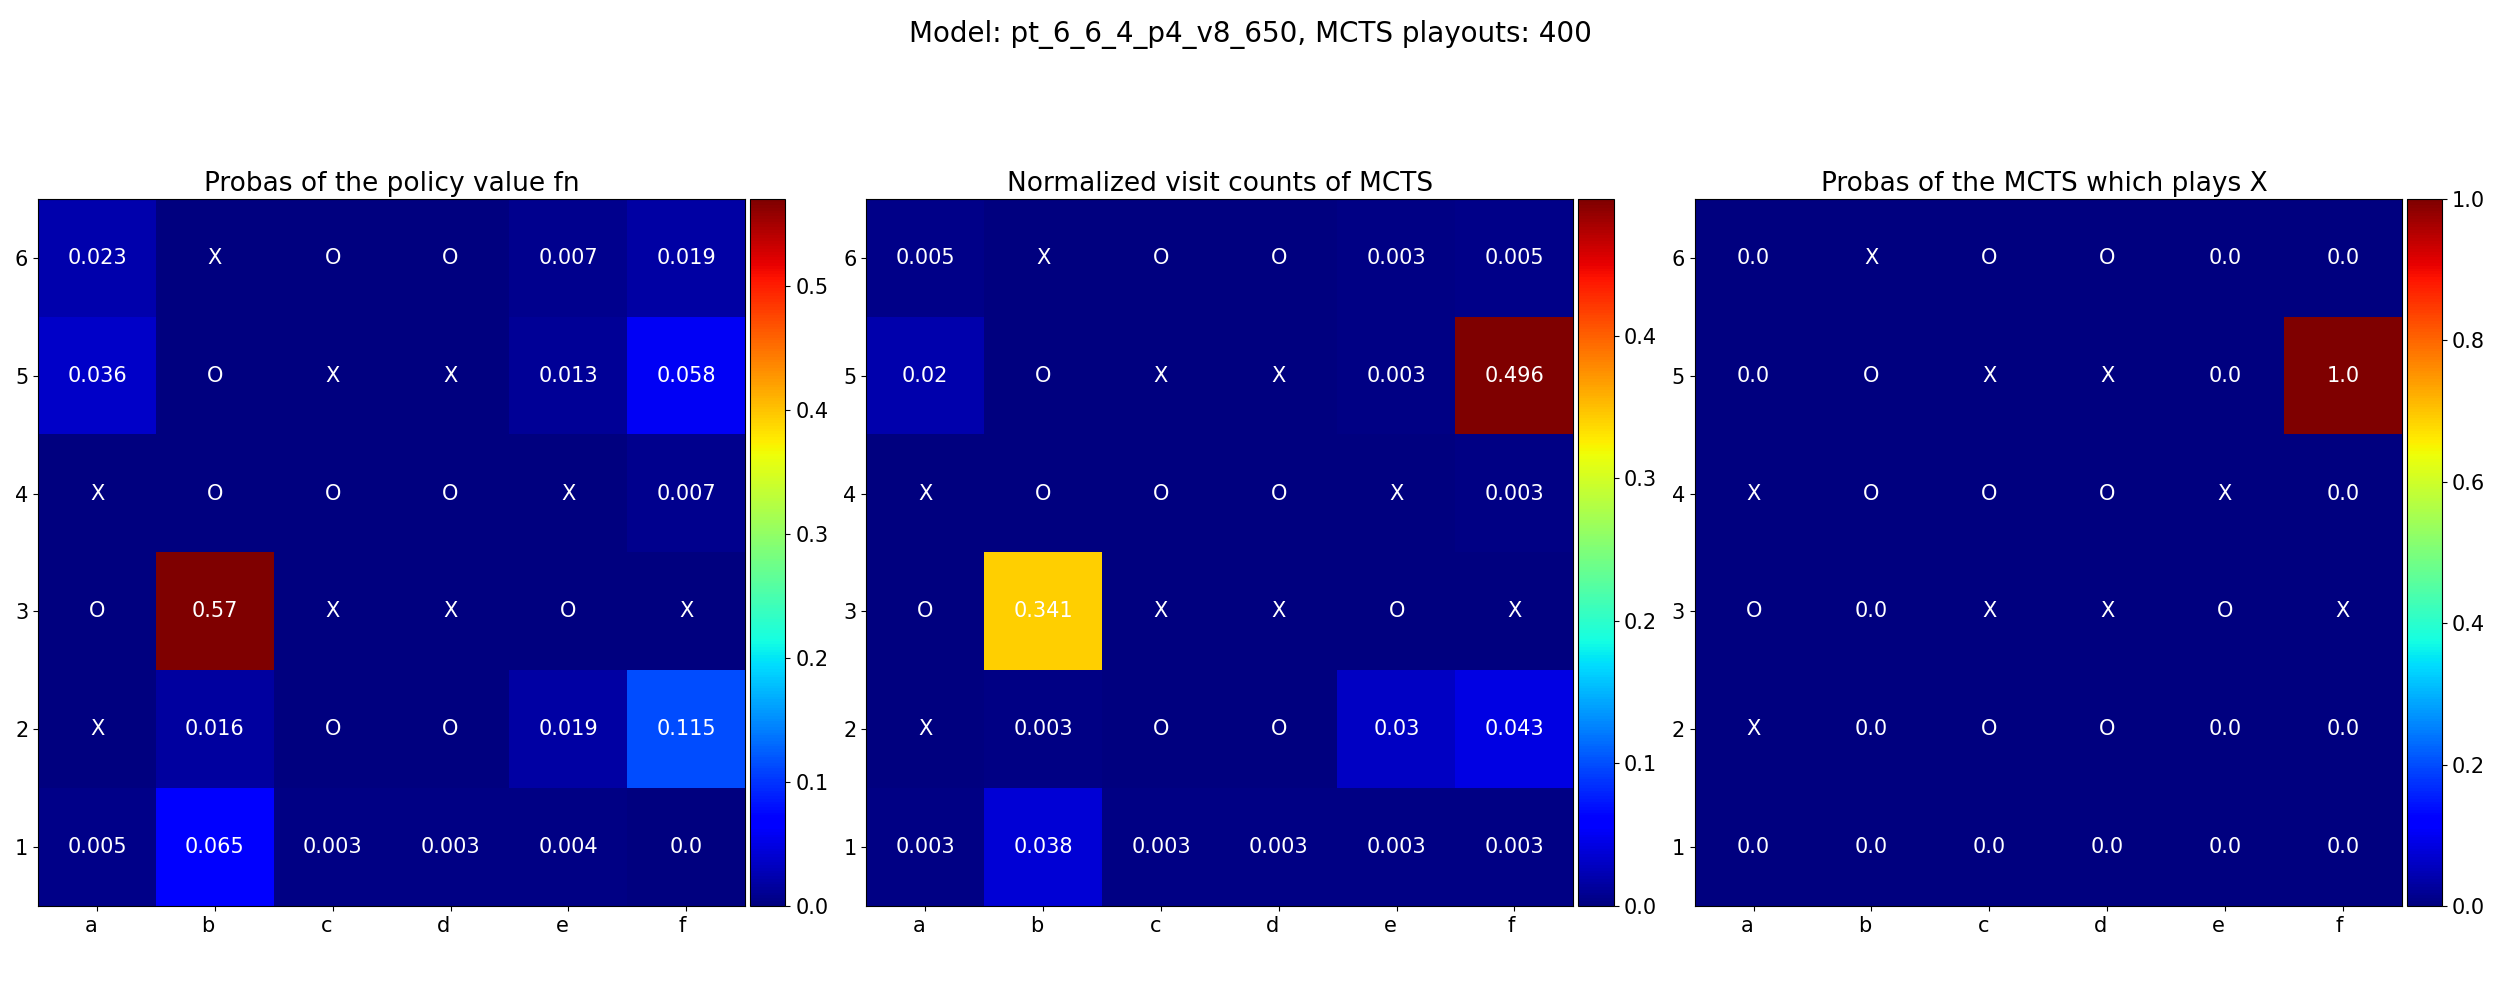 Model: pt_6_6_4_p4_v8_650, MCTS playouts: 400
Probas of the policy value fn
6 0.023 X O O 0.007 0.019
5 0.036 O X X 0.013 0.058
4 X O O O X 0.007
3 O 0.57 X X O X
2 X 0.016 O O 0.019 0.115
1 0.005 0.065 0.003 0.003 0.004 0.0
a b c d e f
0.5
0.4
0.3
0.2
0.1
0.0
Normalized visit counts of MCTS
6 0.005 X O O 0.003 0.005
5 0.02 O X X 0.003 0.496
4 X O O O X 0.003
3 O 0.341 X X O X
2 X 0.003 O O 0.03 0.043
1 0.003 0.038 0.003 0.003 0.003 0.003
a b c d e f
0.4
0.3
0.2
0.1
0.0
Probas of the MCTS which plays X
6 0.0 X O O 0.0 0.0
5 0.0 O X X 0.0 1.0
4 X O O O X 0.0
3 O 0.0 X X O X
2 X 0.0 O O 0.0 0.0
1 0.0 0.0 0.0 0.0 0.0 0.0
a b c d e f
1.0
0.8
0.6
0.4
0.2
0.0